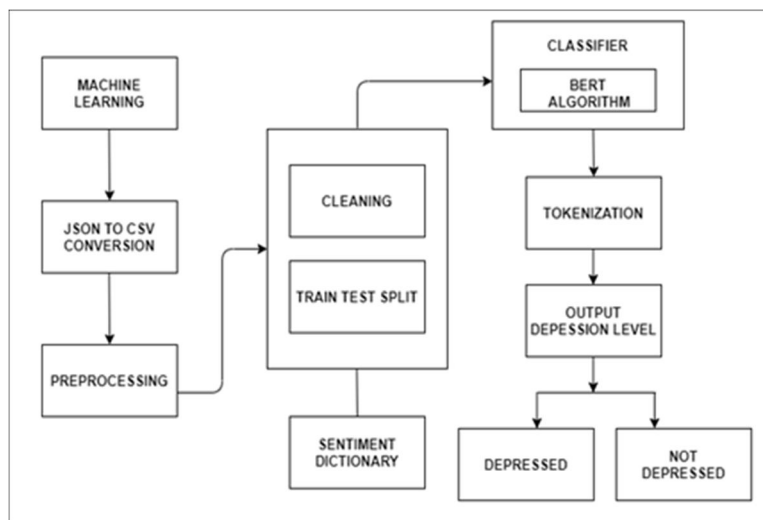 MACHINE
LEARNING
JSON TO CSV
CONVERSION
PREPROCESSING
CLEANING
TRAIN TEST SPLIT
SENTIMENT
DICTIONARY
CLASSIFIER
BERT
ALGORITHM
TOKENIZATION
OUTPUT
DEPESSION LEVEL
DEPRESSED
NOT
DEPRESSED